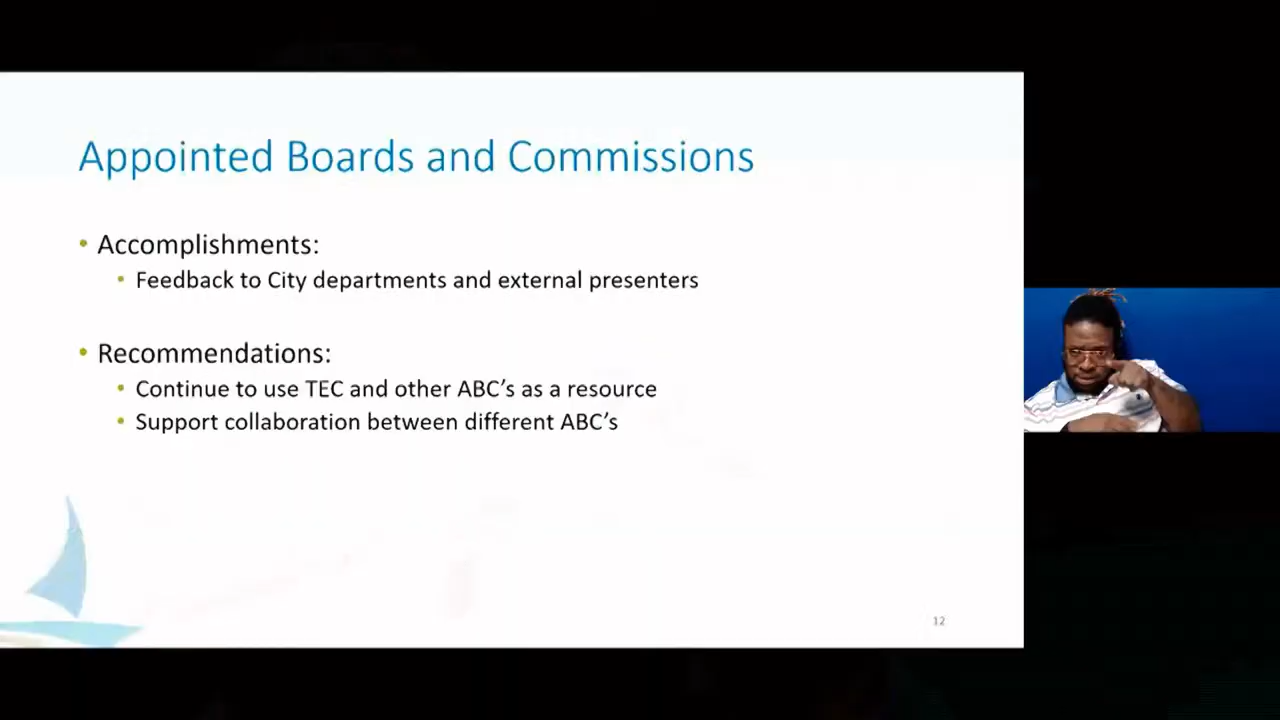 Appointed Boards and Commissions
• Accomplishments:
• Feedback to City departments and external presenters
• Recommendations:
• Continue to use TEC and other ABC’s as a resource
• Support collaboration between different ABC’s
12